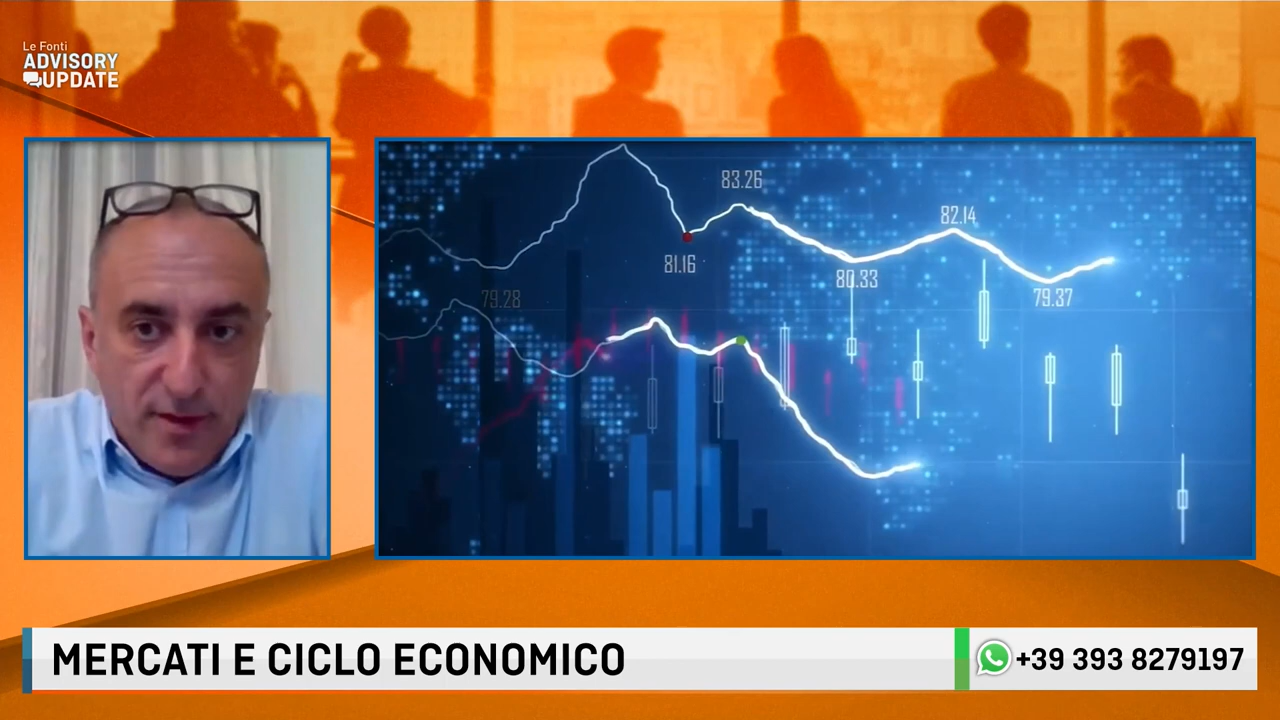 Le Fonti
ADVISORY
UPDATE
83.26
82.14
81.16
80.33
79.37
79.28
MERCATI E CICLO ECONOMICO
+39 393 8279197